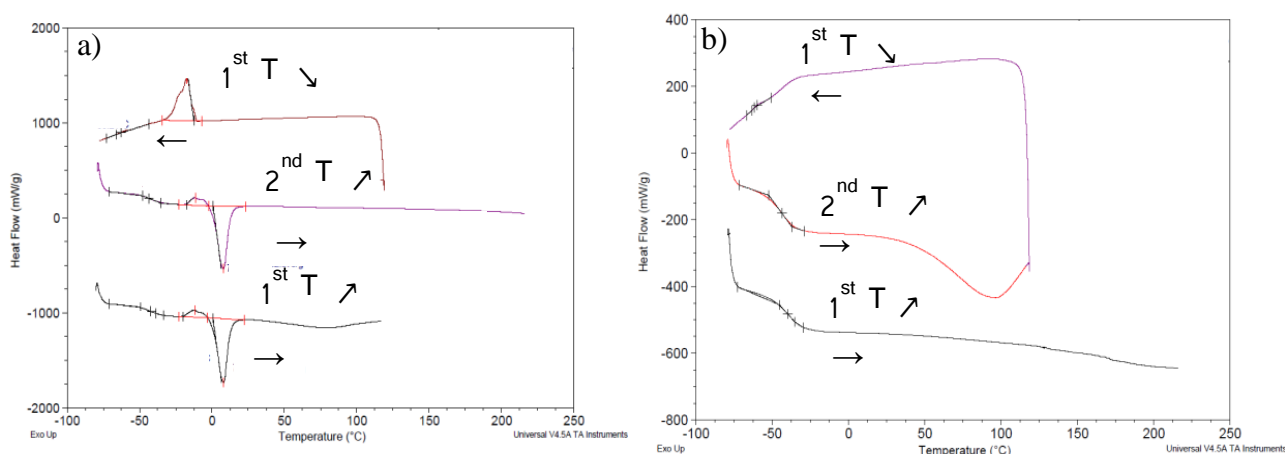 a)
2000
1000
0
-1000
-2000
Heat Flow (mW/g)
1st T ↘
←
2nd T ↗
→
1st T ↗
→
-100 -50 0 50 100 150 200 250
Exo Up
Temperature (°C)
Universal V4.5A TA Instruments
b)
400
200
0
-200
-400
-600
-800
Heat Flow (mW/g)
1st T ↘
←
2nd T ↗
→
1st T ↗
→
-100 -50 0 50 100 150 200 250
Exo Up
Temperature (°C)
Universal V4.5A TA Instruments